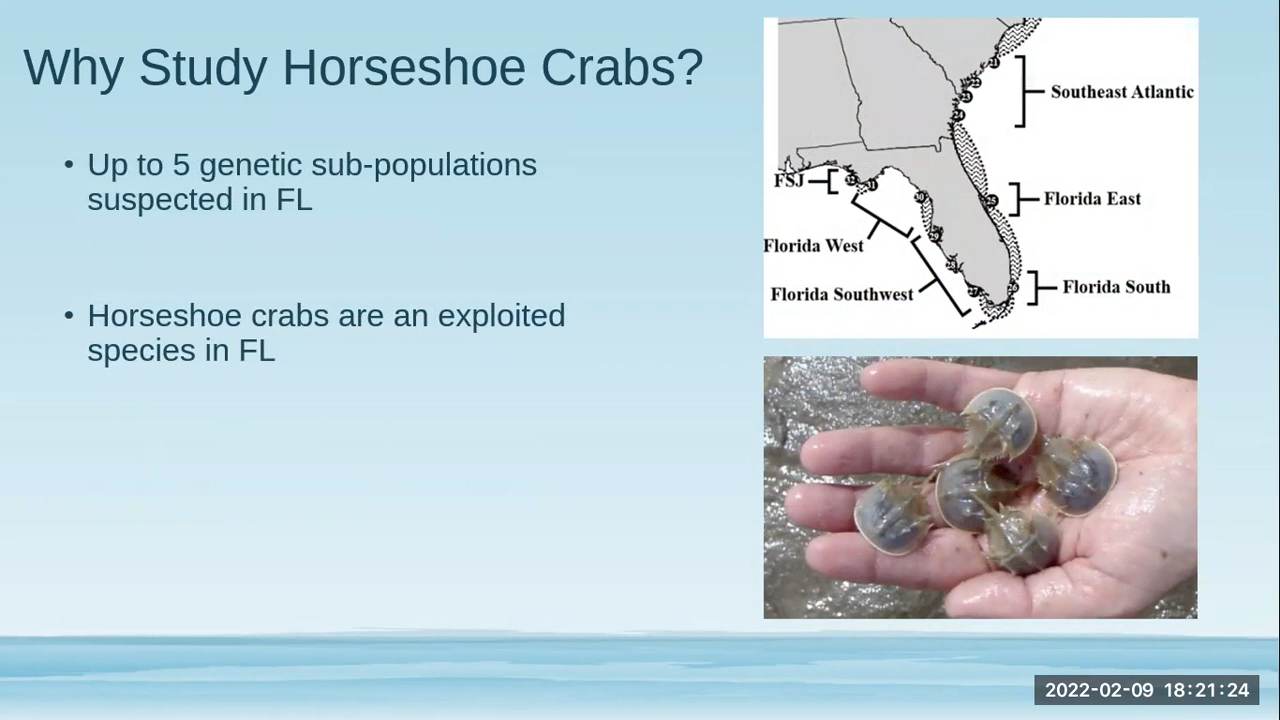 Why Study Horseshoe Crabs?
• Up to 5 genetic sub-populations
suspected in FL
• Horseshoe crabs are an exploited
species in FL
Southeast Atlantic
FSJ
Florida East
Florida West
Florida South
Florida Southwest
2022-02-09 18:21:24